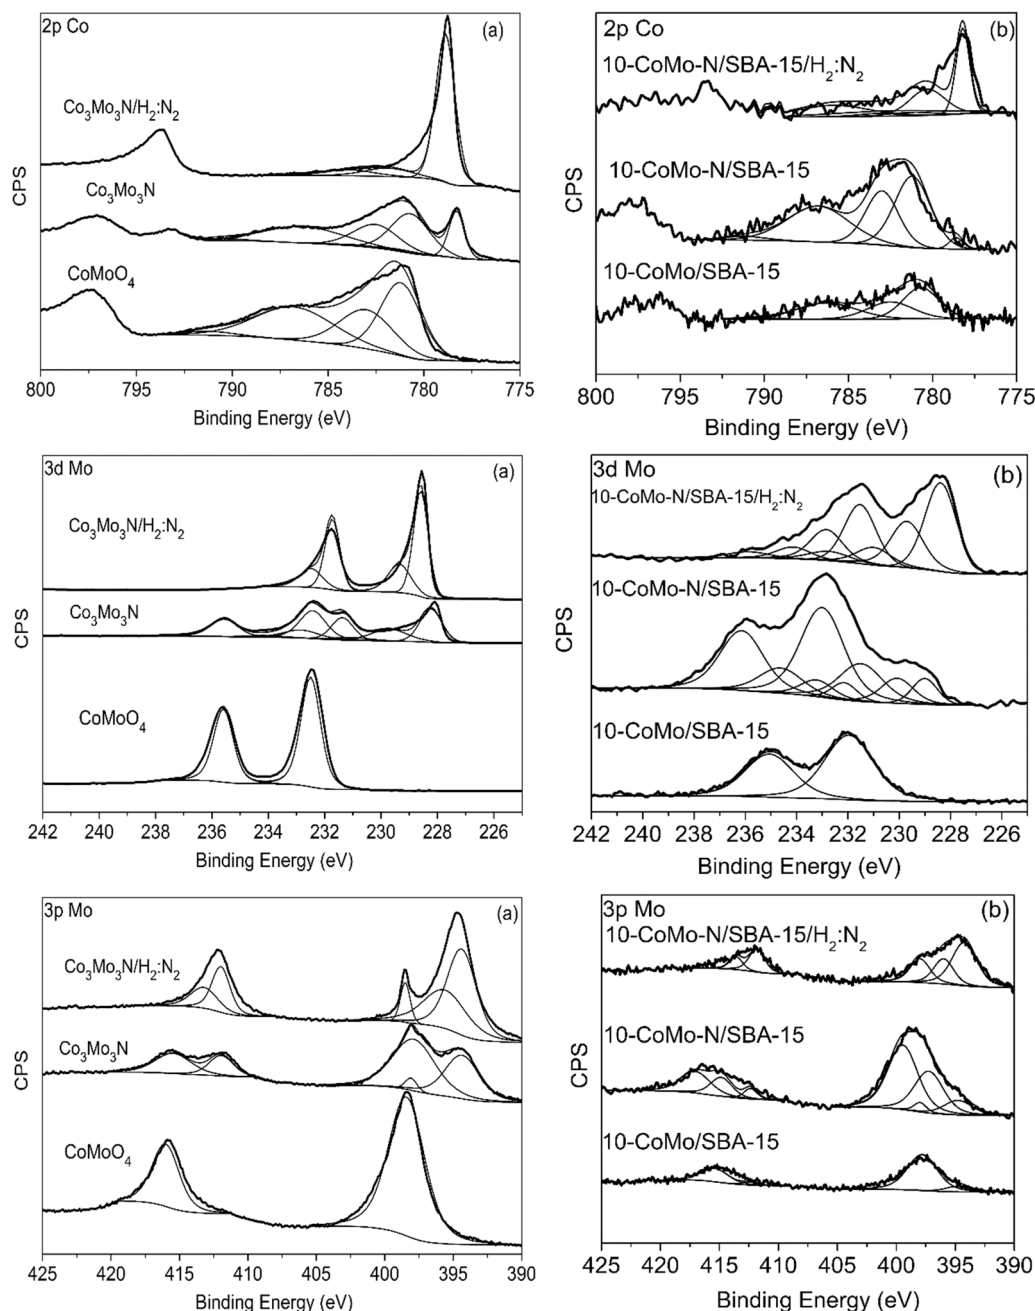 2p Co
(a)
Co₃Mo₃N/H₂:N₂
Co₃Mo₃N
CoMoO₄
CPS
800 795 790 785 780 775
Binding Energy (eV)
2p Co
(b)
10-CoMo-N/SBA-15/H₂:N₂
10-CoMo-N/SBA-15
10-CoMo/SBA-15
CPS
800 795 790 785 780 775
Binding Energy (eV)
3d Mo
(a)
Co₃Mo₃N/H₂:N₂
Co₃Mo₃N
CoMoO₄
CPS
242 240 238 236 234 232 230 228 226
Binding Energy (eV)
3d Mo
(b)
10-CoMo-N/SBA-15/H₂:N₂
10-CoMo-N/SBA-15
10-CoMo/SBA-15
CPS
242 240 238 236 234 232 230 228 226
Binding Energy (eV)
3p Mo
(a)
Co₃Mo₃N/H₂:N₂
Co₃Mo₃N
CoMoO₄
CPS
425 420 415 410 405 400 395 390
Binding Energy (eV)
3p Mo
(b)
10-CoMo-N/SBA-15/H₂:N₂
10-CoMo-N/SBA-15
10-CoMo/SBA-15
CPS
425 420 415 410 405 400 395 390
Binding Energy (eV)